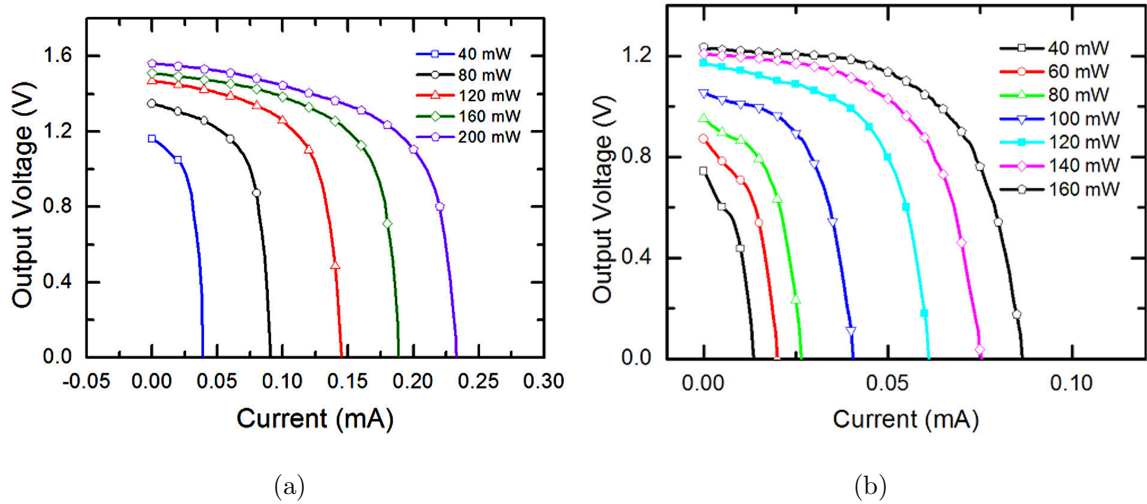 Output Voltage (V)
1.6
1.2
0.8
0.4
0.0
-0.05 0.00 0.05 0.10 0.15 0.20 0.25 0.30
Current (mA)
40 mW
80 mW
120 mW
160 mW
200 mW
(a)
Output Voltage (V)
1.2
0.8
0.4
0.0
0.00 0.05 0.10
Current (mA)
40 mW
60 mW
80 mW
100 mW
120 mW
140 mW
160 mW
(b)